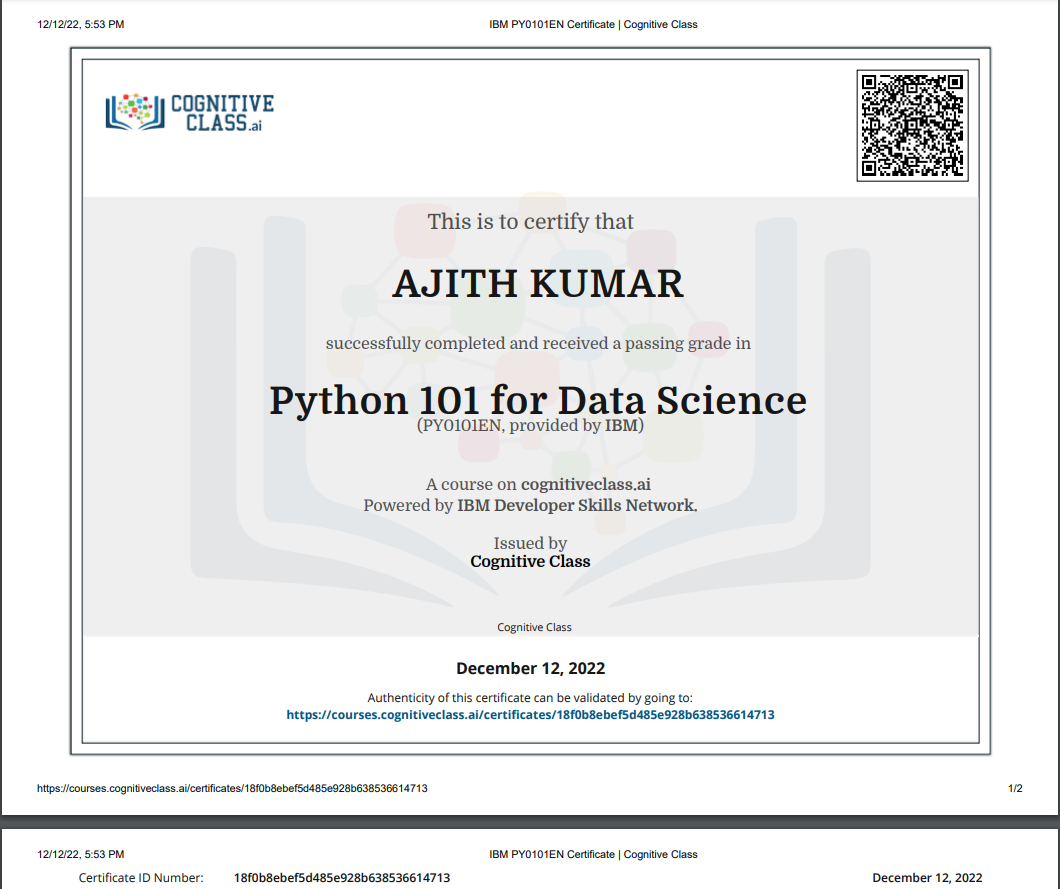 12/12/22, 5:53 PM IBM PY0101EN Certificate | Cognitive Class
COGNITIVE
CLASS.ai
This is to certify that
AJITH KUMAR
successfully completed and received a passing grade in
Python 101 for Data Science
(PY0101EN, provided by IBM)
A course on cognitiveclass.ai
Powered by IBM Developer Skills Network.
Issued by
Cognitive Class
Cognitive Class
December 12, 2022
Authenticity of this certificate can be validated by going to:
https://courses.cognitiveclass.ai/certificates/18f0b8ebef5d485e928b638536614713
https://courses.cognitiveclass.ai/certificates/18f0b8ebef5d485e928b638536614713 1/2
12/12/22, 5:53 PM IBM PY0101EN Certificate | Cognitive Class
Certificate ID Number: 18f0b8ebef5d485e928b638536614713 December 12, 2022